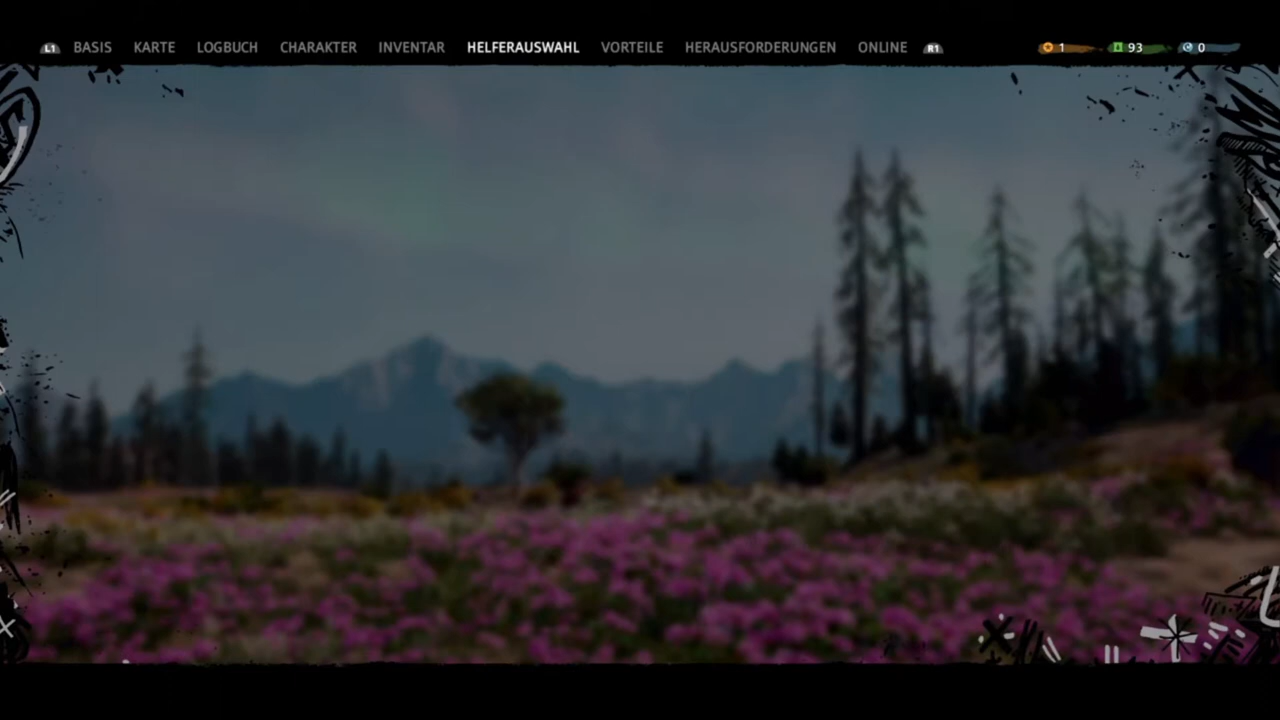 L1 BASIS KARTE LOGBUCH CHARAKTER INVENTAR HELFERAUSWAHL VORTEILE HERAUSFORDERUNGEN ONLINE R1 1 93 0